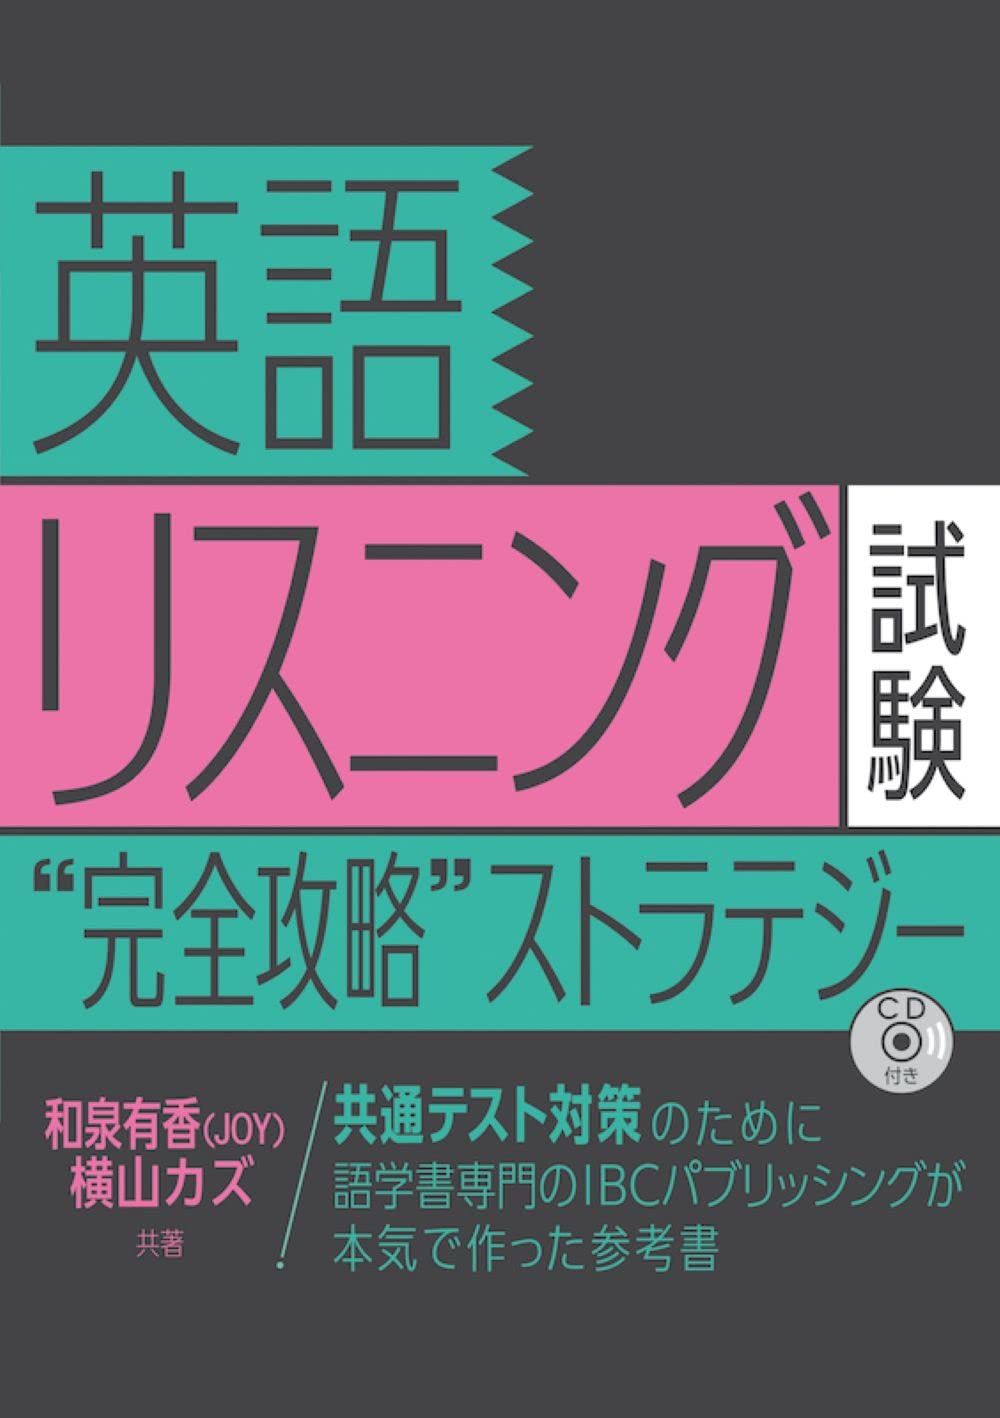 英語
リスニング
試験
“完全攻略”ストラテジー
CD
付き
和泉有香(JOY)
横山カズ
共著
共通テスト対策のために
語学書専門のIBCパブリッシングが
本気で作った参考書